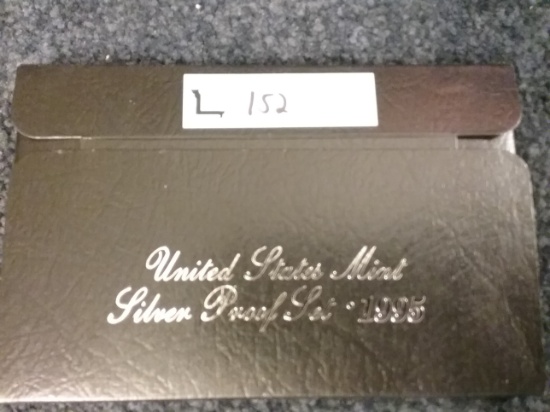 L 152
United States Mint
Silver Proof Set · 1995